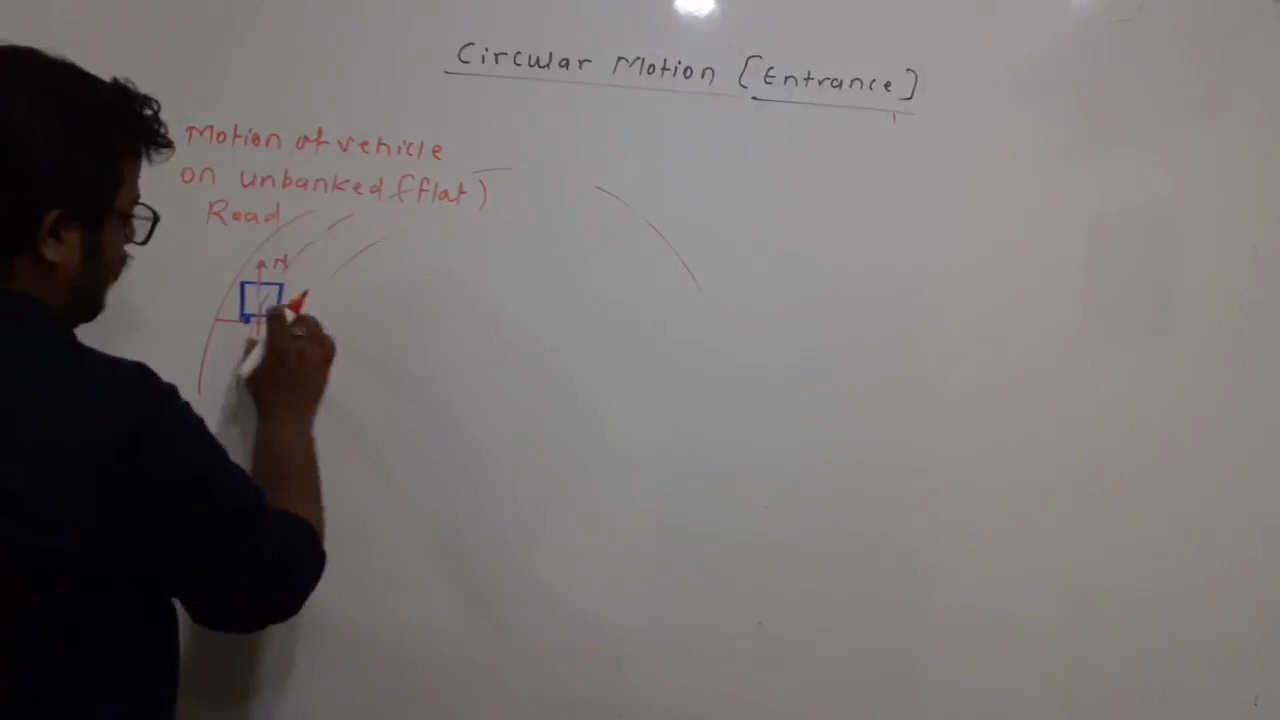 Circular Motion [Entrance]
Motion of vehicle
on unbanked (flat)
Road
N